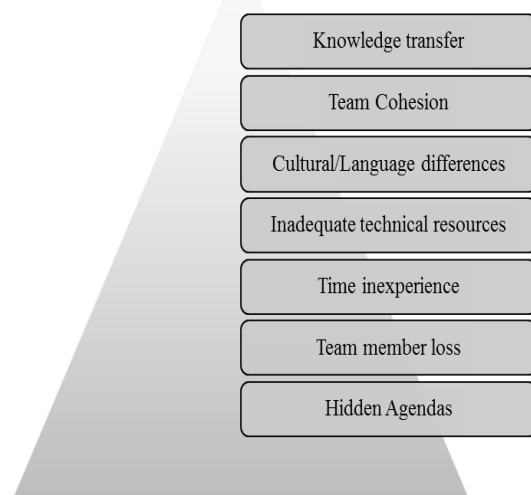 Knowledge transfer
Team Cohesion
Cultural/Language differences
Inadequate technical resources
Time inexperience
Team member loss
Hidden Agendas